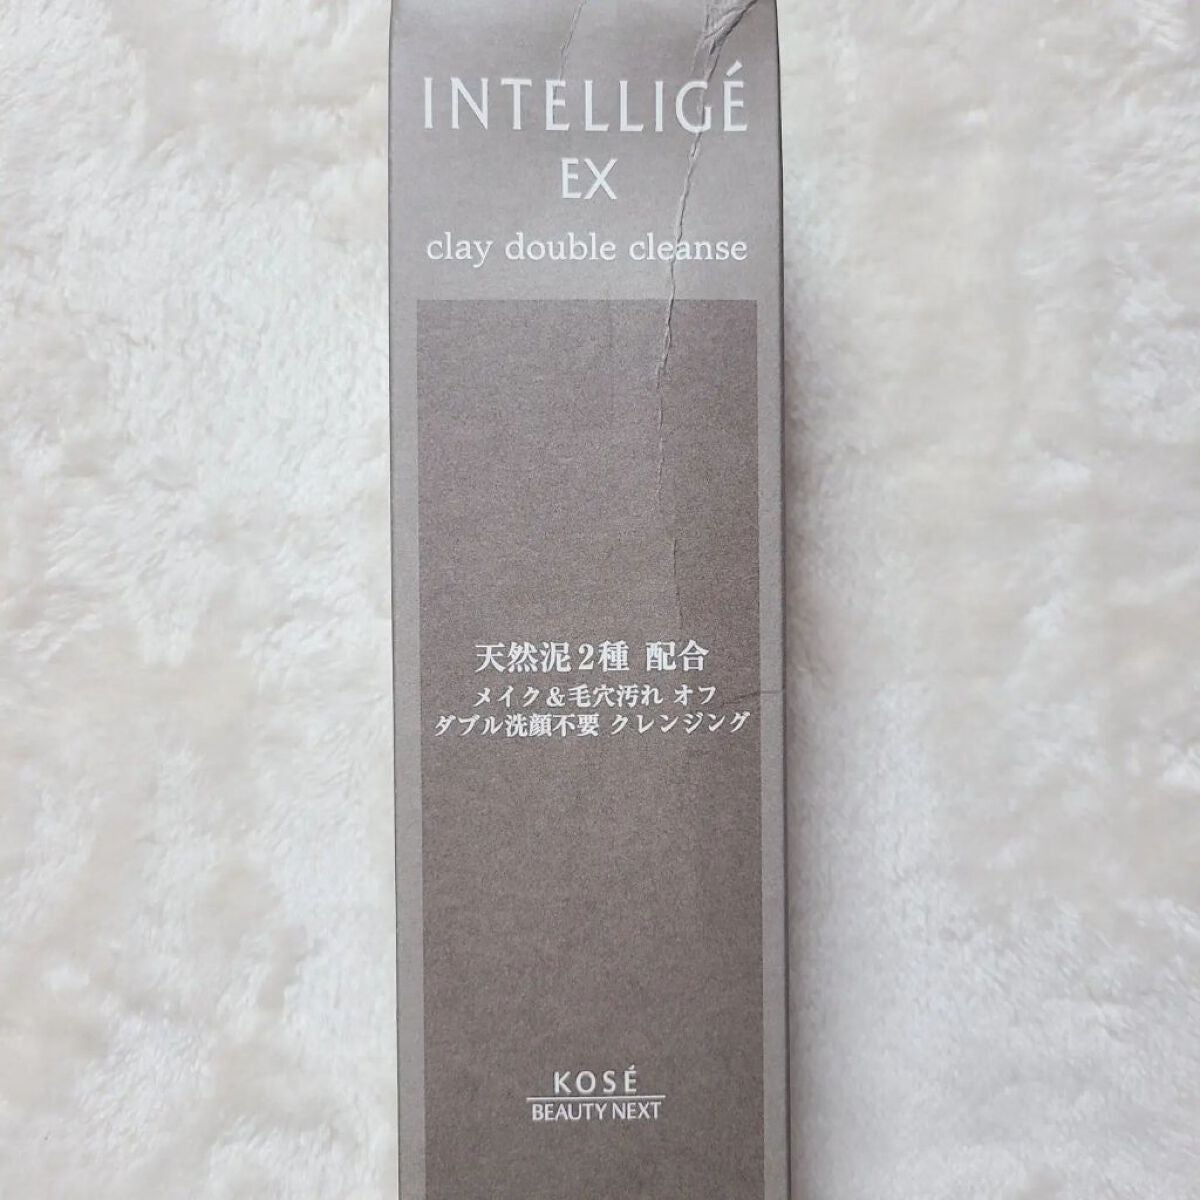 INTELLIGÉ
EX
clay double cleanse
天然泥2種 配合
メイク&毛穴汚れ オフ
ダブル洗顔不要 クレンジング
KOSÉ
BEAUTY NEXT